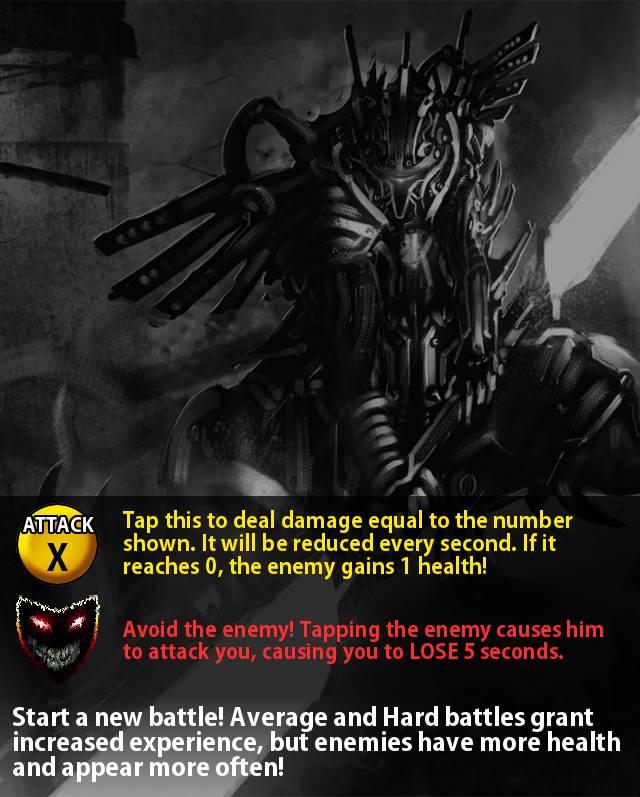 ATTACK
X
Tap this to deal damage equal to the number
shown. It will be reduced every second. If it
reaches 0, the enemy gains 1 health!
Avoid the enemy! Tapping the enemy causes him
to attack you, causing you to LOSE 5 seconds.
Start a new battle! Average and Hard battles grant
increased experience, but enemies have more health
and appear more often!